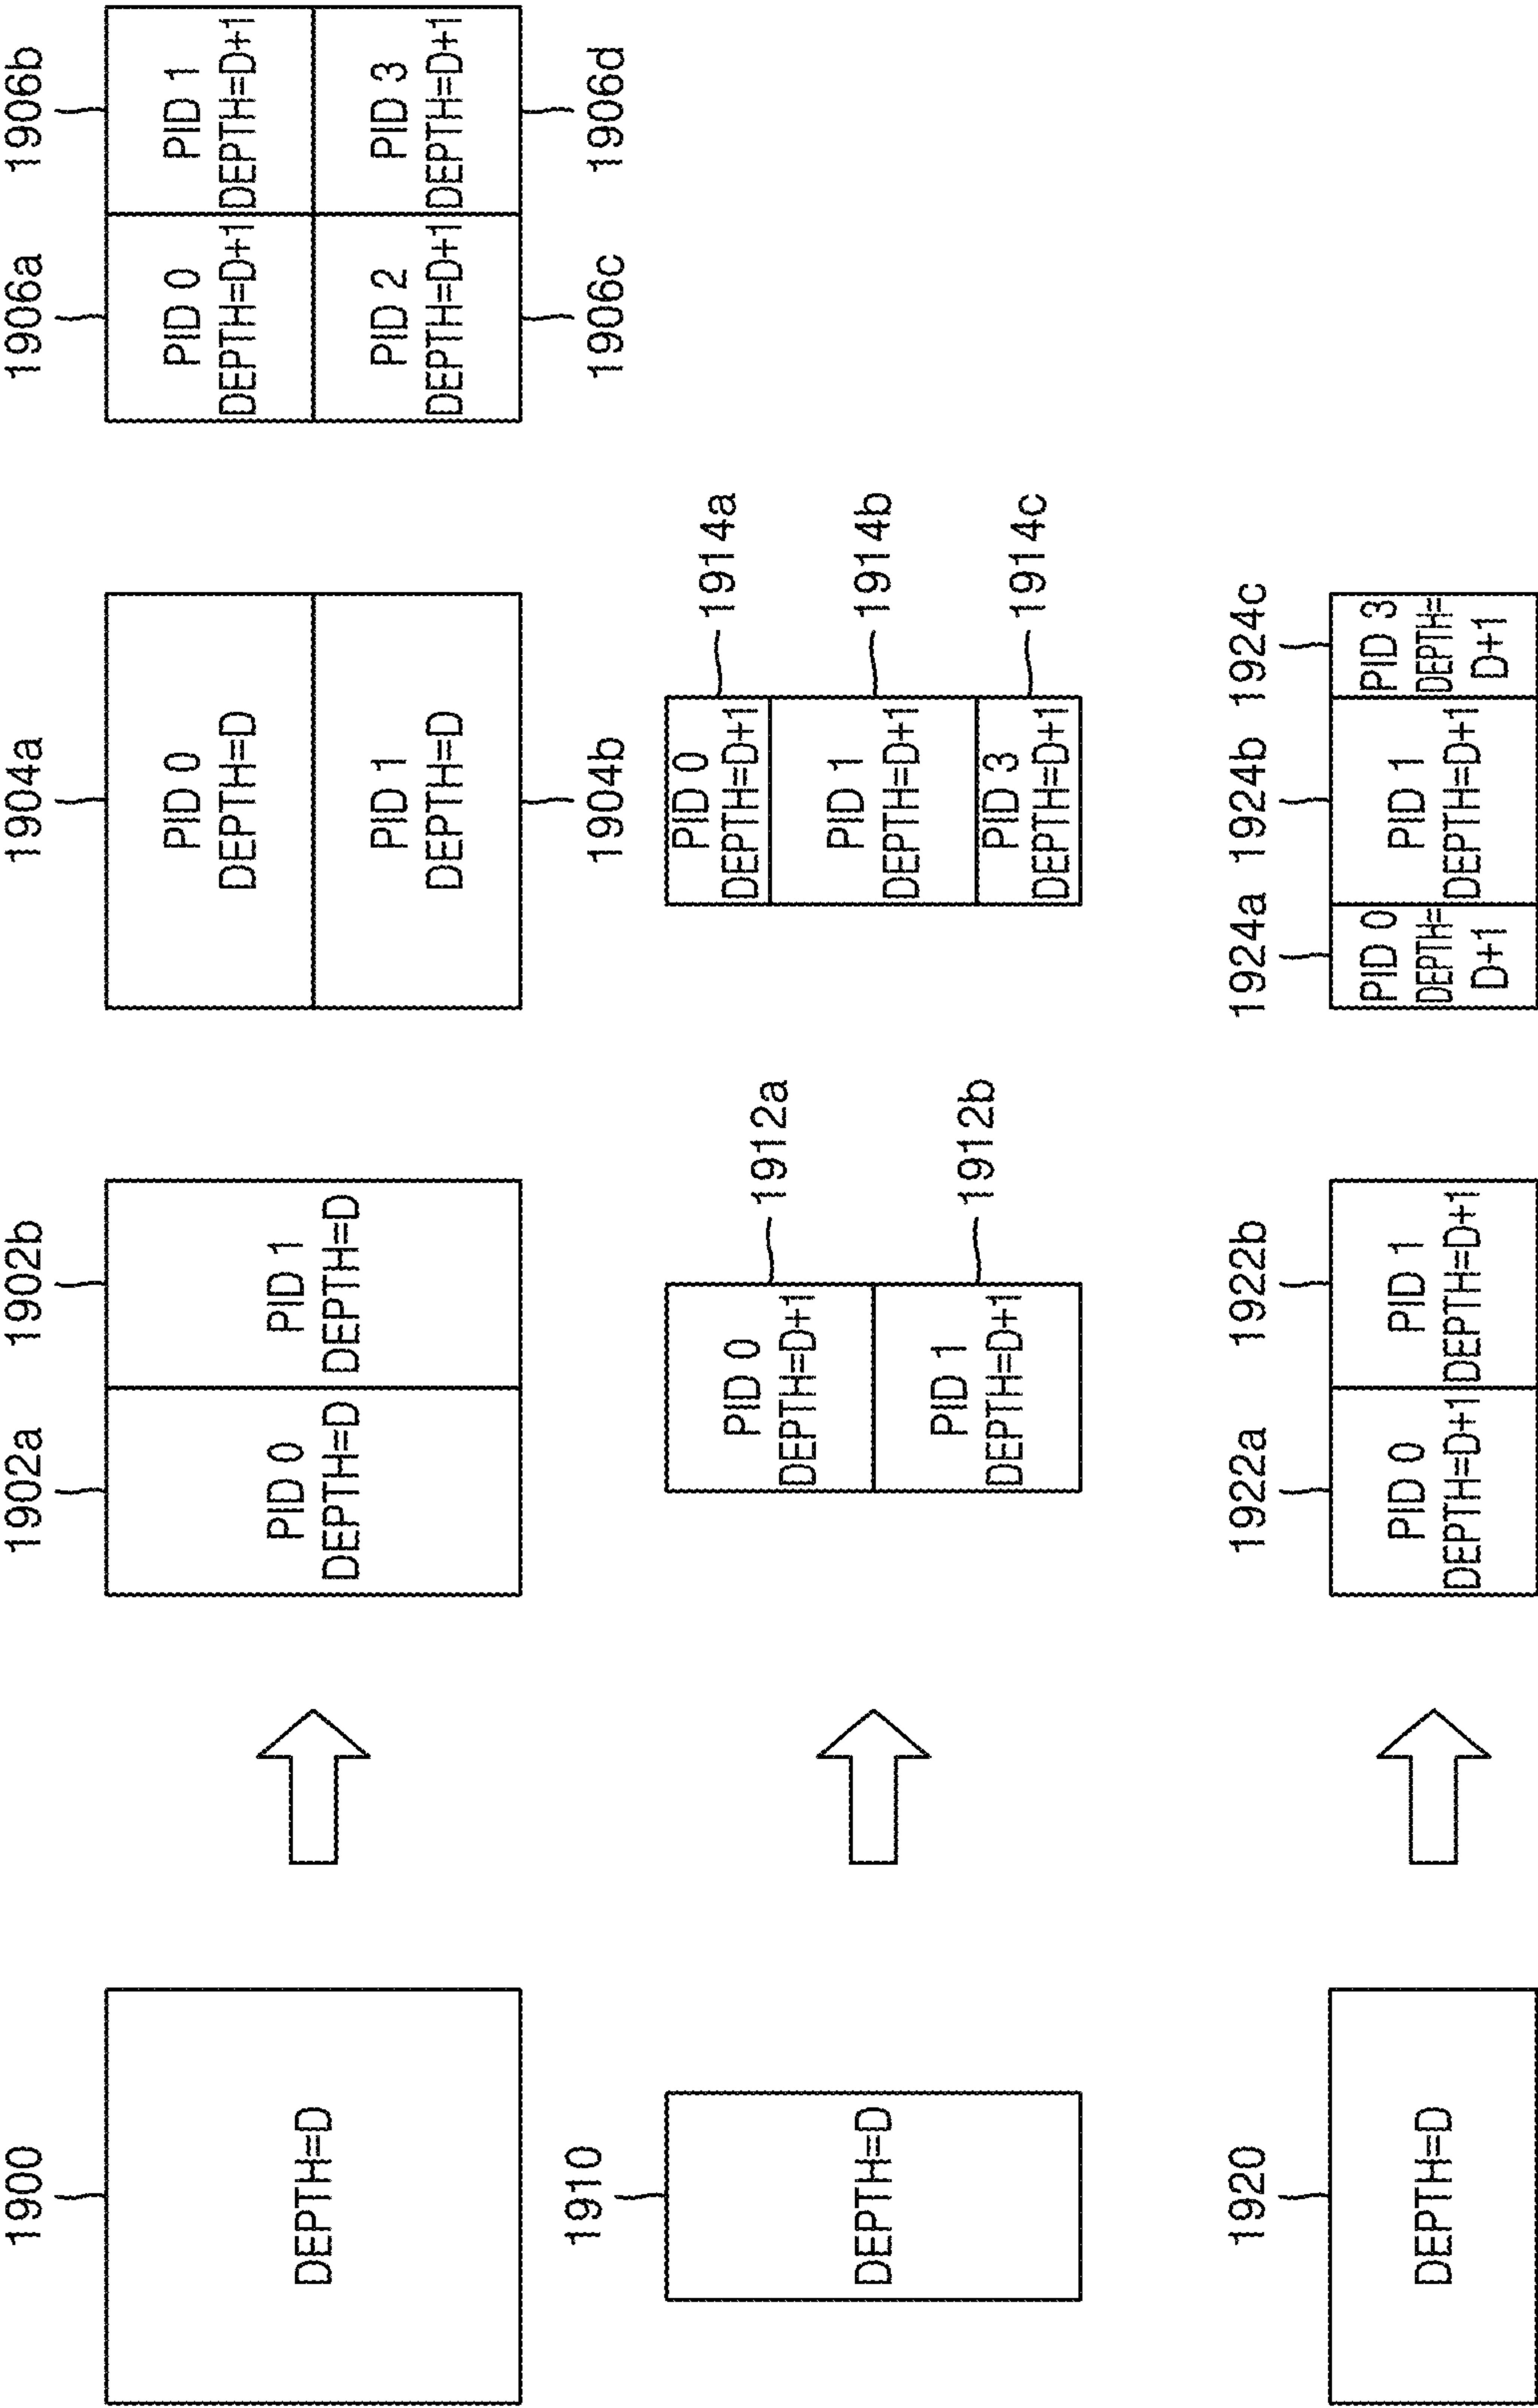 1900
DEPTH=D
1902a
1902b
PID 0
DEPTH=D
PID 1
DEPTH=D
1904a
PID 0
DEPTH=D
PID 1
DEPTH=D
1904b
1906a
1906b
PID 0
DEPTH=D+1
PID 1
DEPTH=D+1
PID 2
DEPTH=D+1
PID 3
DEPTH=D+1
1906c
1906d
1910
DEPTH=D
PID 0
DEPTH=D+1
1912a
PID 1
DEPTH=D+1
1912b
PID 0
DEPTH=D+1
1914a
PID 1
DEPTH=D+1
1914b
PID 3
DEPTH=D+1
1914c
1920
DEPTH=D
1922a
1922b
PID 0
DEPTH=D+1
PID 1
DEPTH=D+1
1924a
1924b
1924c
PID 0
DEPTH=
D+1
PID 1
DEPTH=D+1
PID 3
DEPTH=
D+1